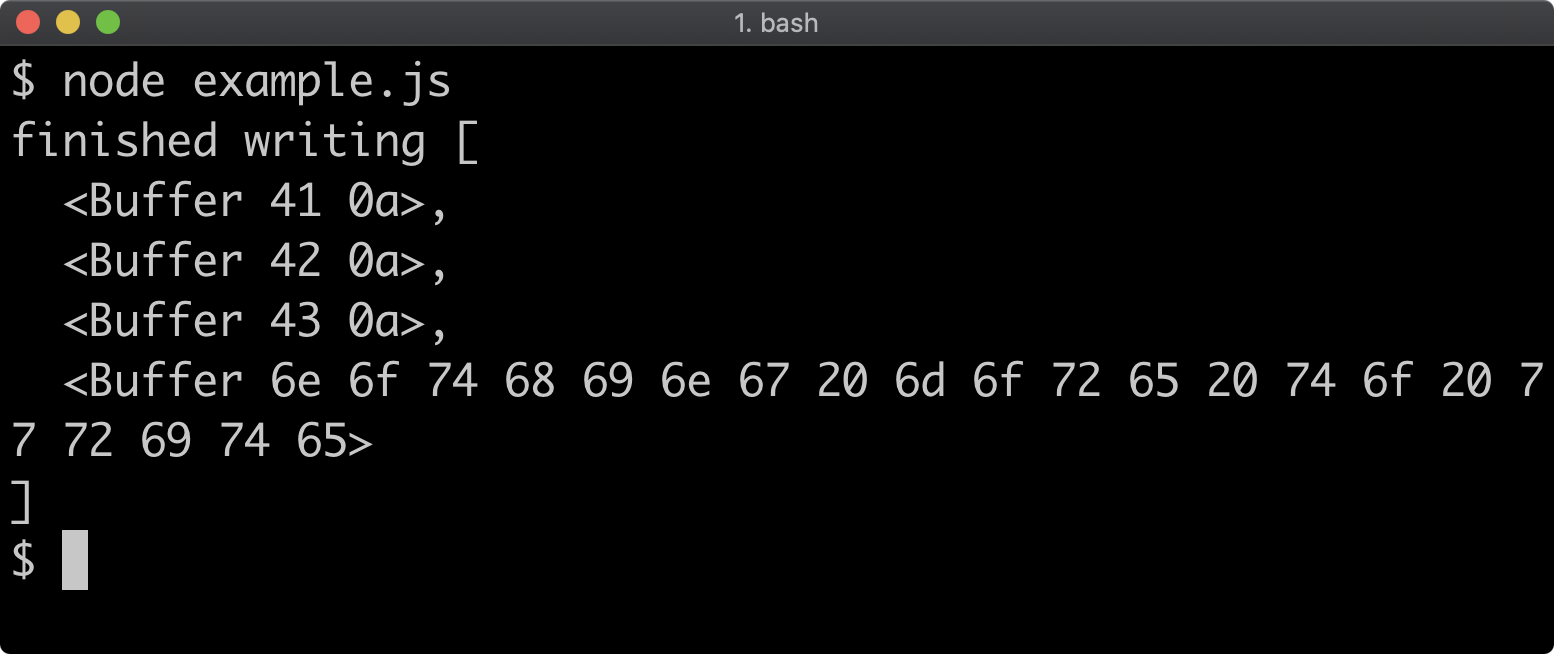 1. bash
$ node example.js
finished writing [
  <Buffer 41 0a>,
  <Buffer 42 0a>,
  <Buffer 43 0a>,
  <Buffer 6e 6f 74 68 69 6e 67 20 6d 6f 72 65 20 74 6f 20 7
7 72 69 74 65>
]
$